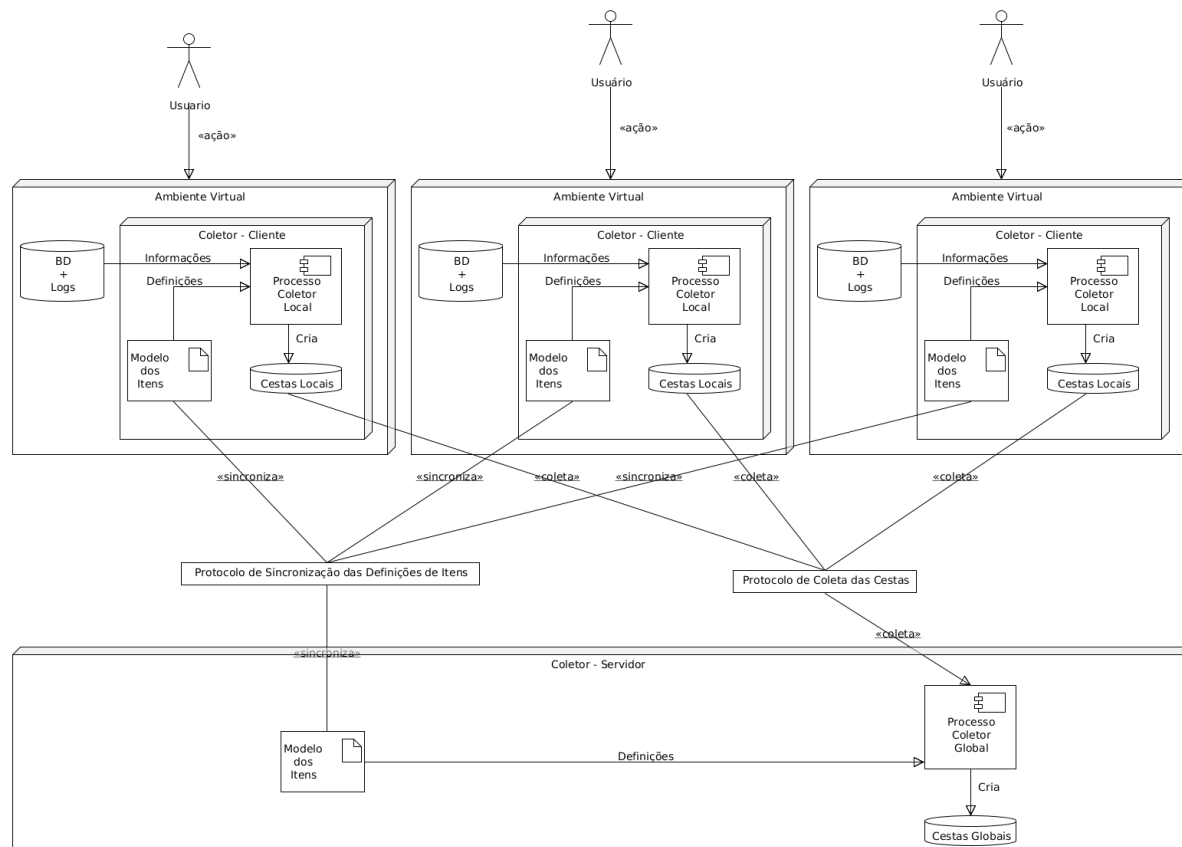 Usuario
Usuário
Usuário
«ação»
«ação»
«ação»
Ambiente Virtual
Ambiente Virtual
Ambiente Virtual
Coletor - Cliente
Coletor - Cliente
Coletor - Cliente
BD
+
Logs
Informações
Definições
Processo
Coletor
Local
Cria
Modelo
dos
Itens
Cestas Locais
BD
+
Logs
Informações
Definições
Processo
Coletor
Local
Cria
Modelo
dos
Itens
Cestas Locais
BD
+
Logs
Informações
Definições
Processo
Coletor
Local
Cria
Modelo
dos
Itens
Cestas Locais
«sincroniza»
«sincroniza»
«coleta»
«sincroniza»
«coleta»
«coleta»
Protocolo de Sincronização das Definições de Itens
Protocolo de Coleta das Cestas
«coleta»
«sincroniza»
Coletor - Servidor
Modelo
dos
Itens
Definições
Processo
Coletor
Global
Cria
Cestas Globais